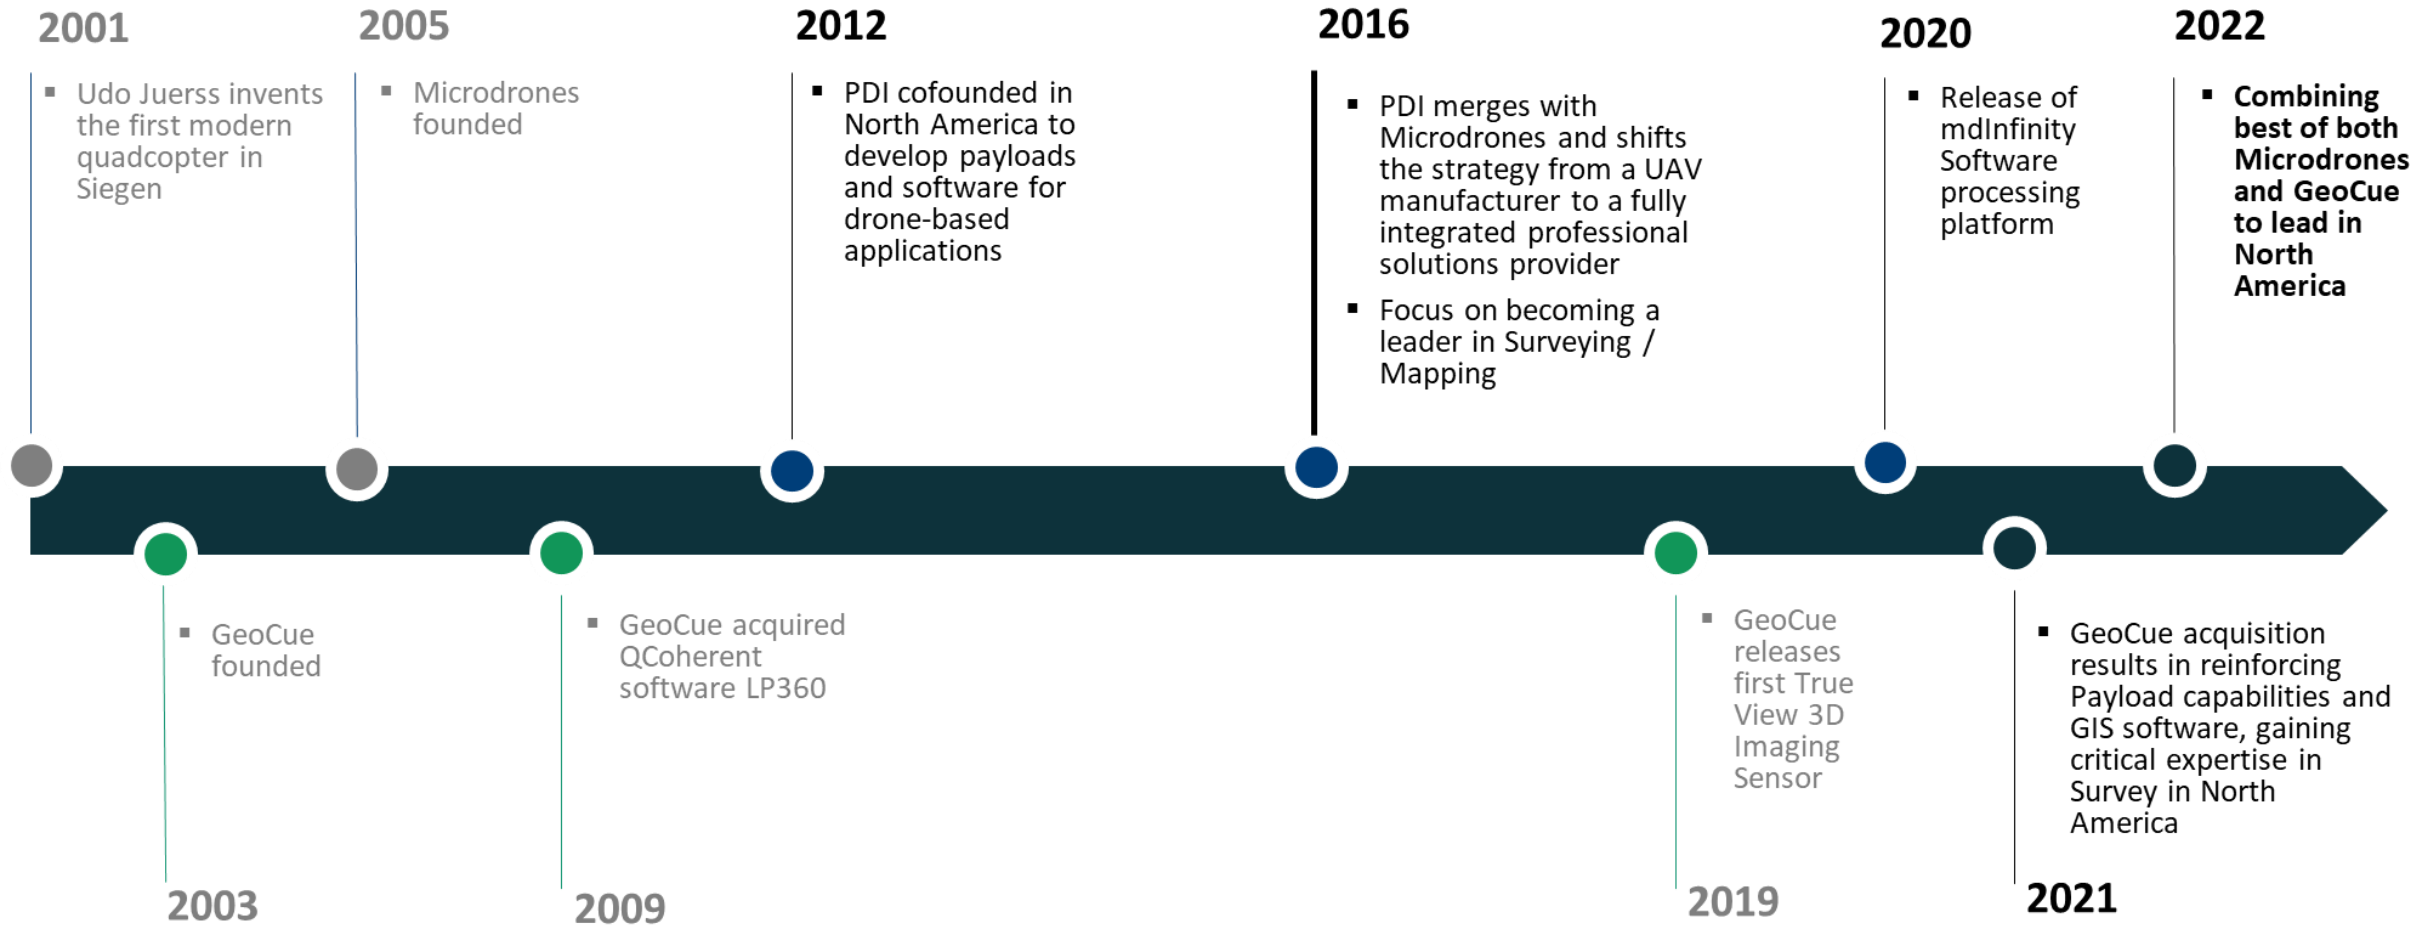 2001
▪ Udo Juerss invents
the first modern
quadcopter in
Siegen
2005
▪ Microdrones
founded
2012
▪ PDI cofounded in
North America to
develop payloads
and software for
drone-based
applications
2016
▪ PDI merges with
Microdrones and shifts
the strategy from a UAV
manufacturer to a fully
integrated professional
solutions provider
▪ Focus on becoming a
leader in Surveying /
Mapping
2020
▪ Release of
mdInfinity
Software
processing
platform
2022
▪ Combining
best of both
Microdrones
and GeoCue
to lead in
North
America
▪ GeoCue
founded
2003
▪ GeoCue acquired
QCoherent
software LP360
2009
▪ GeoCue
releases
first True
View 3D
Imaging
Sensor
2019
▪ GeoCue acquisition
results in reinforcing
Payload capabilities and
GIS software, gaining
critical expertise in
Survey in North
America
2021